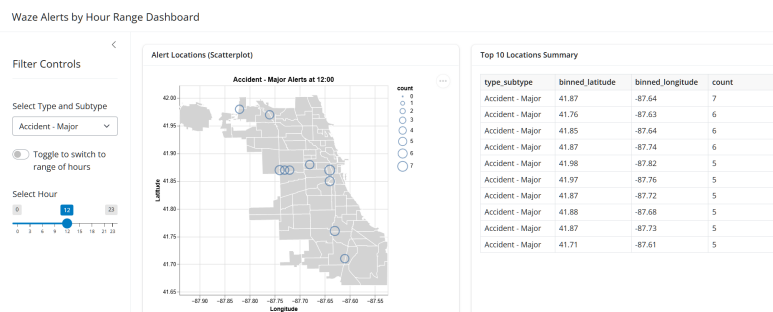 Waze Alerts by Hour Range Dashboard
Filter Controls
Select Type and Subtype
Accident - Major
Toggle to switch to
range of hours
Select Hour
0 12 23
0 3 6 9 12 15 18 21 23
Alert Locations (Scatterplot)
Accident - Major Alerts at 12:00
Latitude
42.00
41.95
41.90
41.85
41.80
41.75
41.70
41.65
−87.90 −87.85 −87.80 −87.75 −87.70 −87.65 −87.60 −87.55
Longitude
count
0
1
2
3
4
5
6
7
Top 10 Locations Summary
type_subtype binned_latitude binned_longitude count
Accident - Major 41.87 -87.64 7
Accident - Major 41.76 -87.63 6
Accident - Major 41.85 -87.64 6
Accident - Major 41.87 -87.74 6
Accident - Major 41.98 -87.82 5
Accident - Major 41.97 -87.76 5
Accident - Major 41.87 -87.72 5
Accident - Major 41.88 -87.68 5
Accident - Major 41.87 -87.73 5
Accident - Major 41.71 -87.61 5